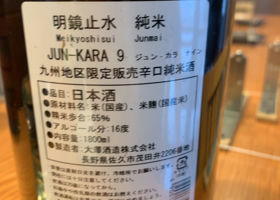 明鏡止水 純米
Meikyoshisui Junmai
JUN-KARA 9 ジュン・カラ ナイン
九州地区限定販売辛口純米酒
●品目:日本酒
●原材料名:米(国産)、米麹(国産米)
●精米歩合:65%
●アルコール分:16度
●内容量:1800ml
●製造者:大澤酒造株式会社
長野県佐久市茂田井2206番地